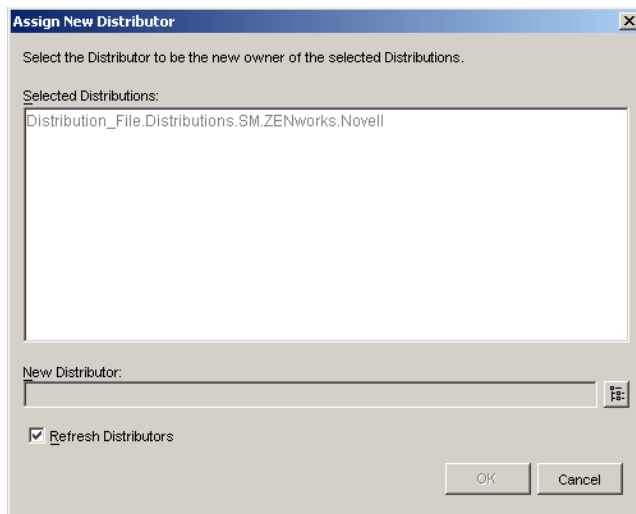 Assign New Distributor
Select the Distributor to be the new owner of the selected Distributions.
Selected Distributions:
Distribution_File.Distributions.SM.ZENworks.Novell
New Distributor:
Refresh Distributors
OK
Cancel